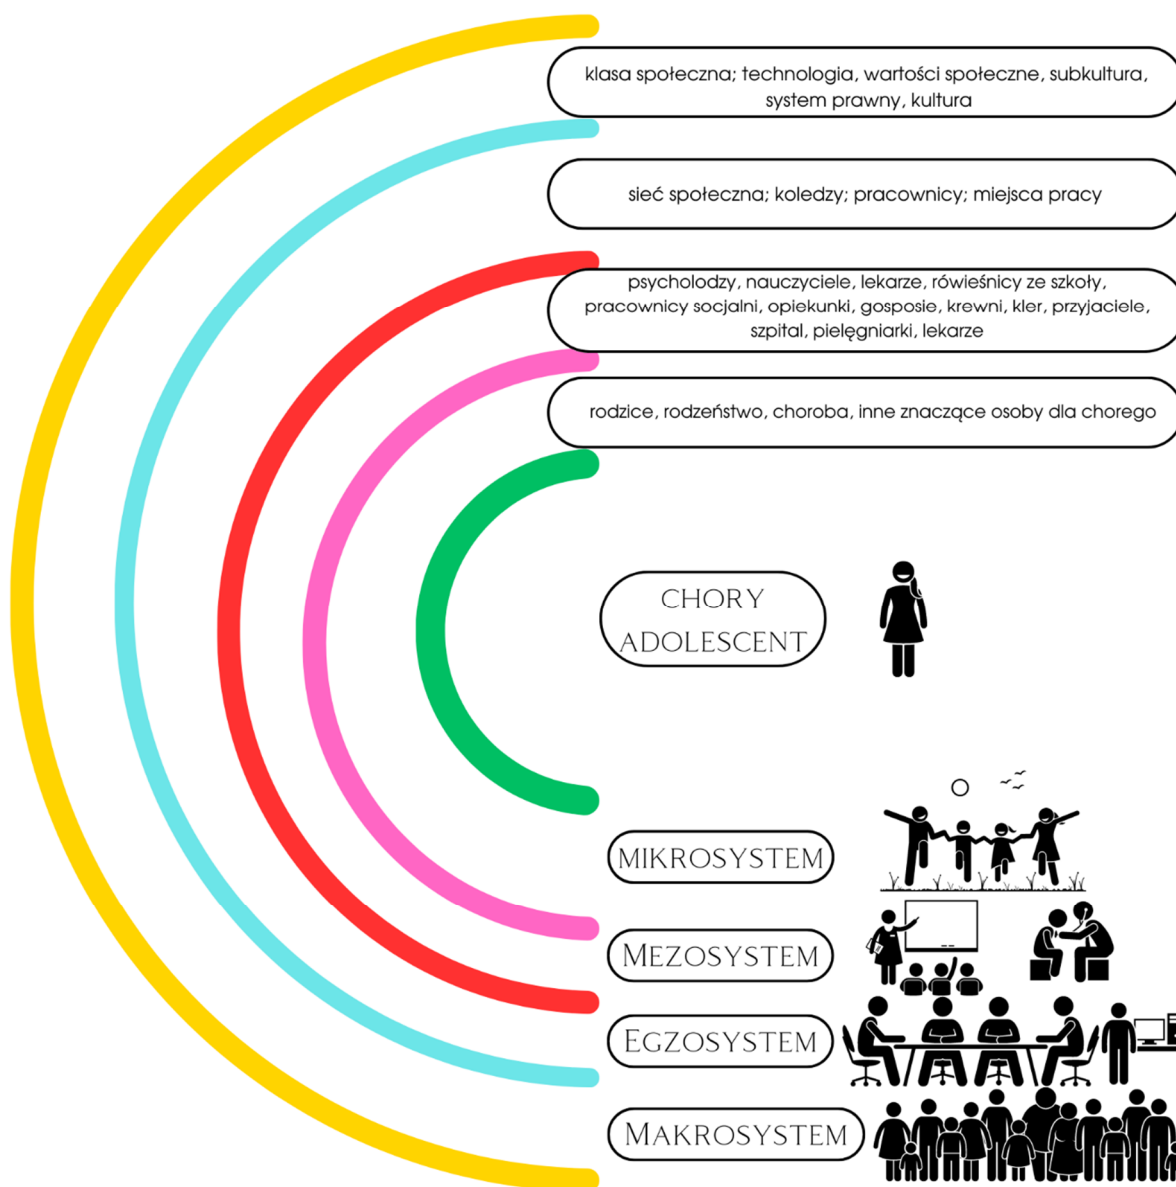 klasa społeczna; technologia, wartości społeczne, subkultura,
system prawny, kultura
sieć społeczna; koledzy; pracownicy; miejsca pracy
psycholodzy, nauczyciele, lekarze, rówieśnicy ze szkoły,
pracownicy socjalni, opiekunki, gosposie, krewni, kler, przyjaciele,
szpital, pielęgniarki, lekarze
rodzice, rodzeństwo, choroba, inne znaczące osoby dla chorego
CHORY
ADOLESCENT
MIKROSYSTEM
MEZOSYSTEM
EGZOSYSTEM
MAKROSYSTEM